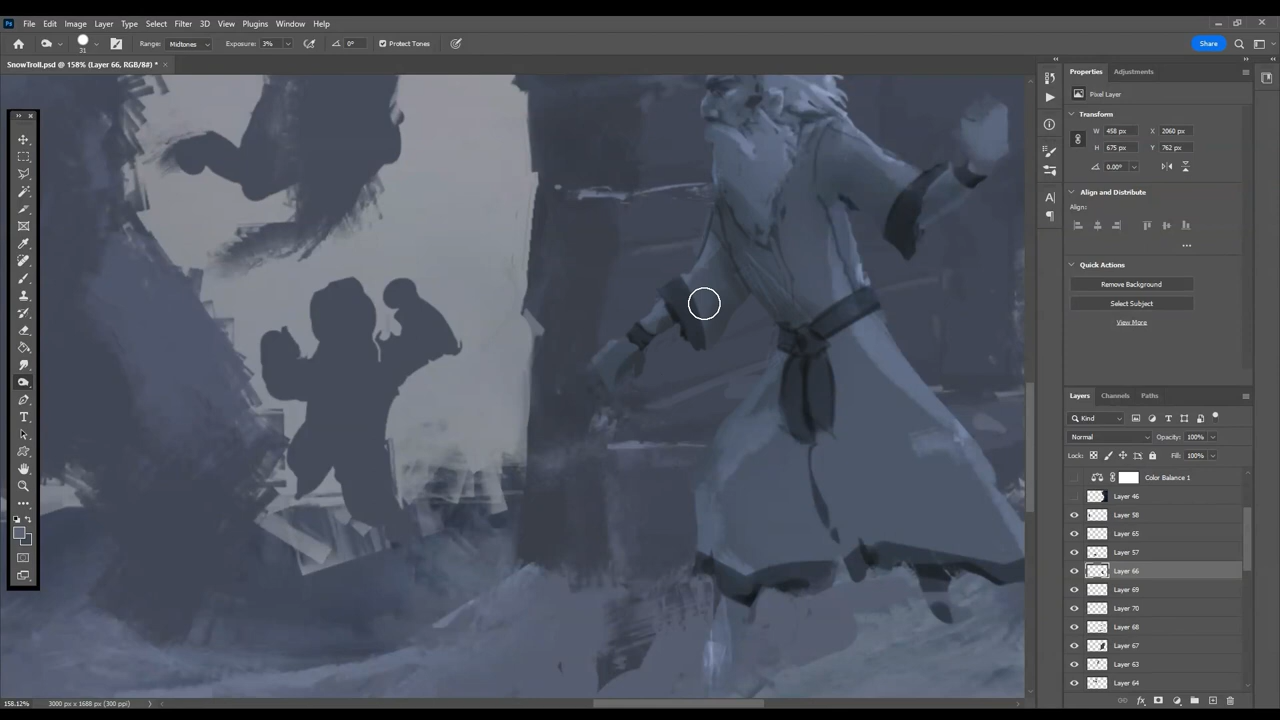 Ps File Edit Image Layer Type Select Filter 3D View Plugins Window Help
31 Range: Midtones Exposure: 3% 0° Protect Tones Share
SnowTroll.psd @ 158% (Layer 66, RGB/8#) *
Properties Adjustments
Pixel Layer
Transform
W 458 px X 2060 px
H 675 px Y 762 px
0.00°
Align and Distribute
Align:
Quick Actions
Remove Background
Select Subject
View More
Layers Channels Paths
Kind
Normal Opacity: 100%
Lock: Fill: 100%
Color Balance 1
Layer 46
Layer 58
Layer 65
Layer 57
Layer 66
Layer 69
Layer 70
Layer 68
Layer 67
Layer 63
Layer 64
158.12% 3000 px x 1688 px (300 ppi)